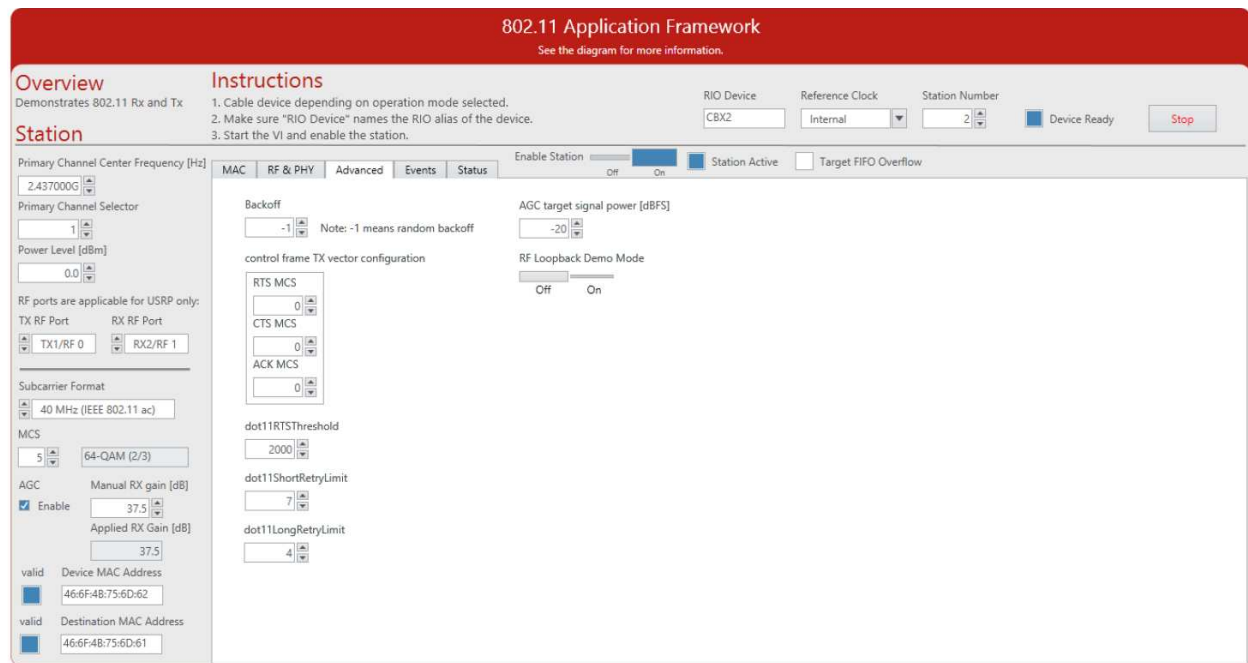 802.11 Application Framework
See the diagram for more information.
Overview
Demonstrates 802.11 Rx and Tx
Station
Instructions
1. Cable device depending on operation mode selected.
2. Make sure "RIO Device" names the RIO alias of the device.
3. Start the VI and enable the station.
RIO Device
CBX2
Reference Clock
Internal
Station Number
2
Device Ready
Stop
Primary Channel Center Frequency [Hz]
2.437000G
Primary Channel Selector
1
Power Level [dBm]
0.0
RF ports are applicable for USRP only:
TX RF Port RX RF Port
TX1/RF 0 RX2/RF 1
Subcarrier Format
40 MHz (IEEE 802.11 ac)
MCS
5 64-QAM (2/3)
AGC Manual RX gain [dB]
Enable 37.5
Applied RX Gain [dB]
37.5
valid Device MAC Address
46:6F:4B:75:6D:62
valid Destination MAC Address
46:6F:4B:75:6D:61
MAC RF & PHY Advanced Events Status
Enable Station
Off On
Station Active
Target FIFO Overflow
Backoff
-1 Note: -1 means random backoff
control frame TX vector configuration
RTS MCS
0
CTS MCS
0
ACK MCS
0
dot11RTSThreshold
2000
dot11ShortRetryLimit
7
dot11LongRetryLimit
4
AGC target signal power [dBFS]
-20
RF Loopback Demo Mode
Off On